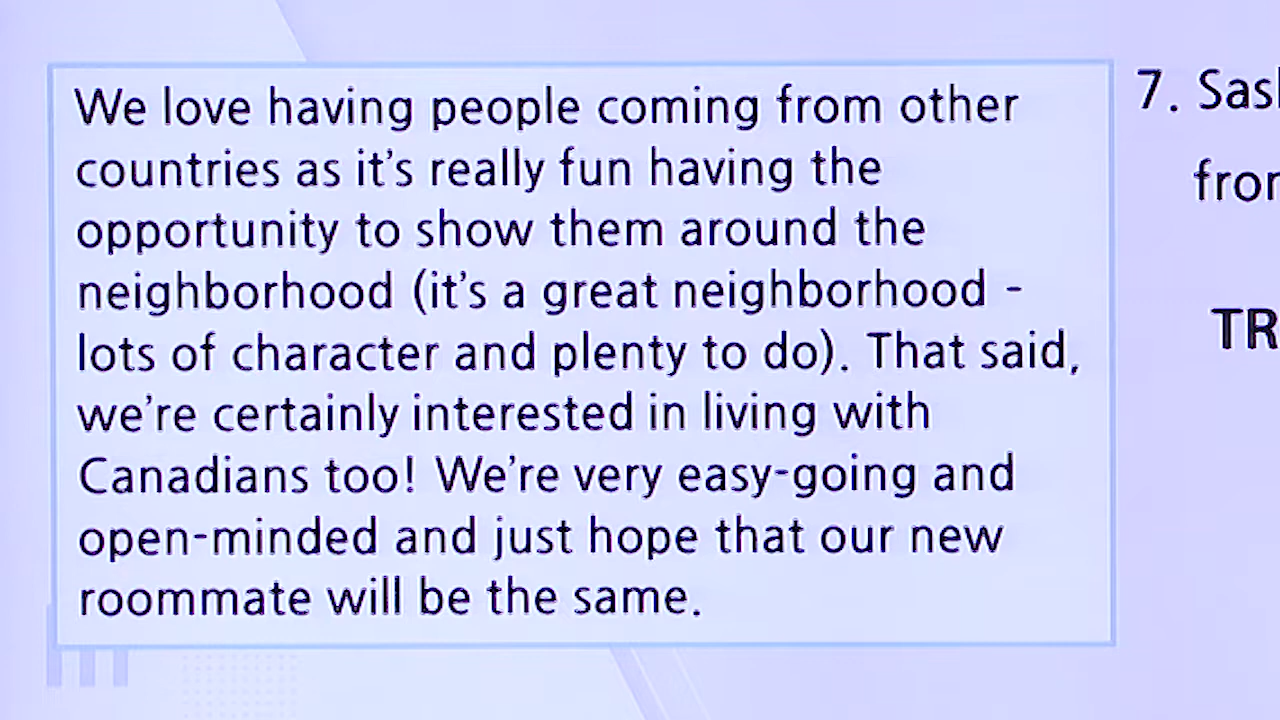 We love having people coming from other
countries as it's really fun having the
opportunity to show them around the
neighborhood (it's a great neighborhood -
lots of character and plenty to do). That said,
we're certainly interested in living with
Canadians too! We're very easy-going and
open-minded and just hope that our new
roommate will be the same.
7.